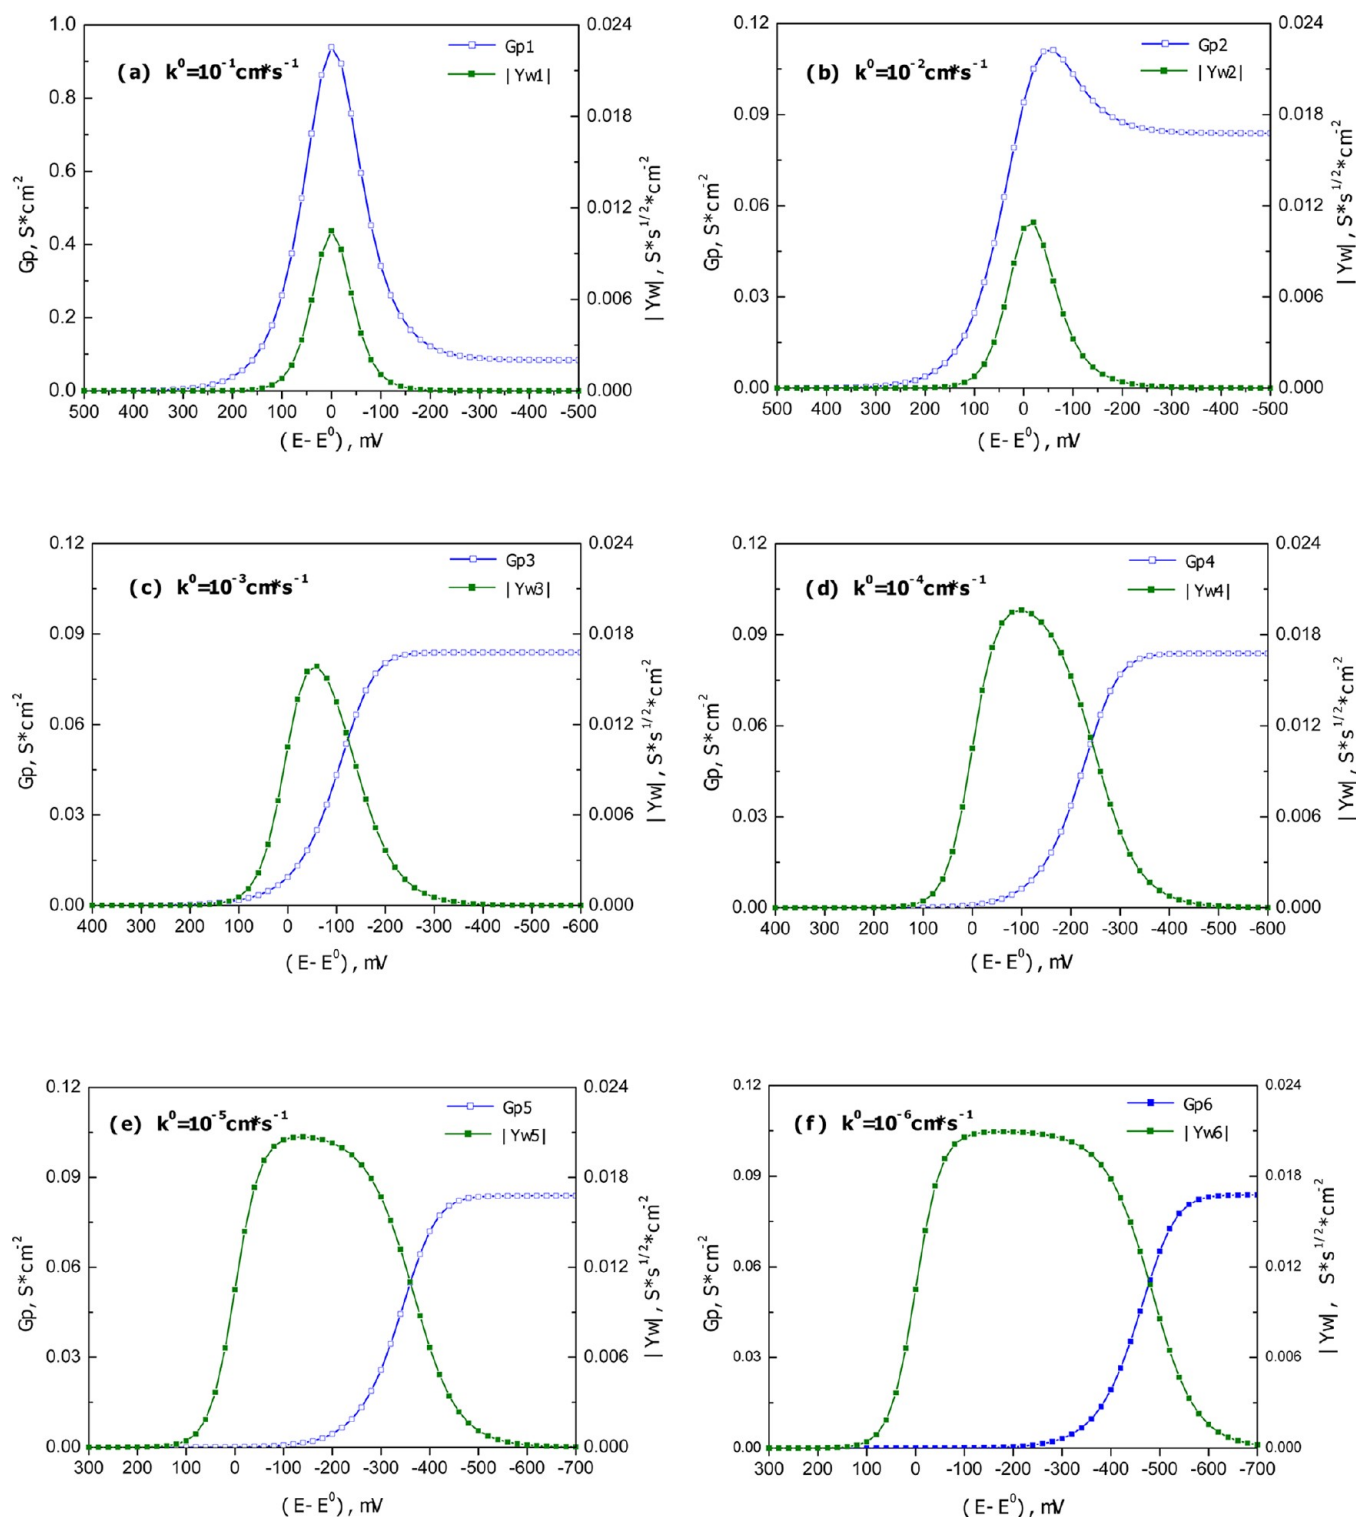 (a) k⁰=10⁻¹cm*s⁻¹
Gp1
|Yw1|
1.0
0.8
0.6
0.4
0.2
0.0
0.024
0.018
0.012
0.006
0.000
Gp, S*cm⁻²
|Yw|, S*s^1/2*cm⁻²
500 400 300 200 100 0 -100 -200 -300 -400 -500
(E-E⁰), mV
(b) k⁰=10⁻²cm*s⁻¹
Gp2
|Yw2|
0.12
0.09
0.06
0.03
0.00
0.024
0.018
0.012
0.006
0.000
Gp, S*cm⁻²
|Yw|, S*s^1/2*cm⁻²
500 400 300 200 100 0 -100 -200 -300 -400 -500
(E-E⁰), mV
(c) k⁰=10⁻³cm*s⁻¹
Gp3
|Yw3|
0.12
0.09
0.06
0.03
0.00
0.024
0.018
0.012
0.006
0.000
Gp, S*cm⁻²
|Yw|, S*s^1/2*cm⁻²
400 300 200 100 0 -100 -200 -300 -400 -500 -600
(E-E⁰), mV
(d) k⁰=10⁻⁴cm*s⁻¹
Gp4
|Yw4|
0.12
0.09
0.06
0.03
0.00
0.024
0.018
0.012
0.006
0.000
Gp, S*cm⁻²
|Yw|, S*s^1/2*cm⁻²
400 300 200 100 0 -100 -200 -300 -400 -500 -600
(E-E⁰), mV
(e) k⁰=10⁻⁵cm*s⁻¹
Gp5
|Yw5|
0.12
0.09
0.06
0.03
0.00
0.024
0.018
0.012
0.006
0.000
Gp, S*cm⁻²
|Yw|, S*s^1/2*cm⁻²
300 200 100 0 -100 -200 -300 -400 -500 -600 -700
(E-E⁰), mV
(f) k⁰=10⁻⁶cm*s⁻¹
Gp6
|Yw6|
0.12
0.09
0.06
0.03
0.00
0.024
0.018
0.012
0.006
0.000
Gp, S*cm⁻²
|Yw|, S*s^1/2*cm⁻²
300 200 100 0 -100 -200 -300 -400 -500 -600 -700
(E-E⁰), mV